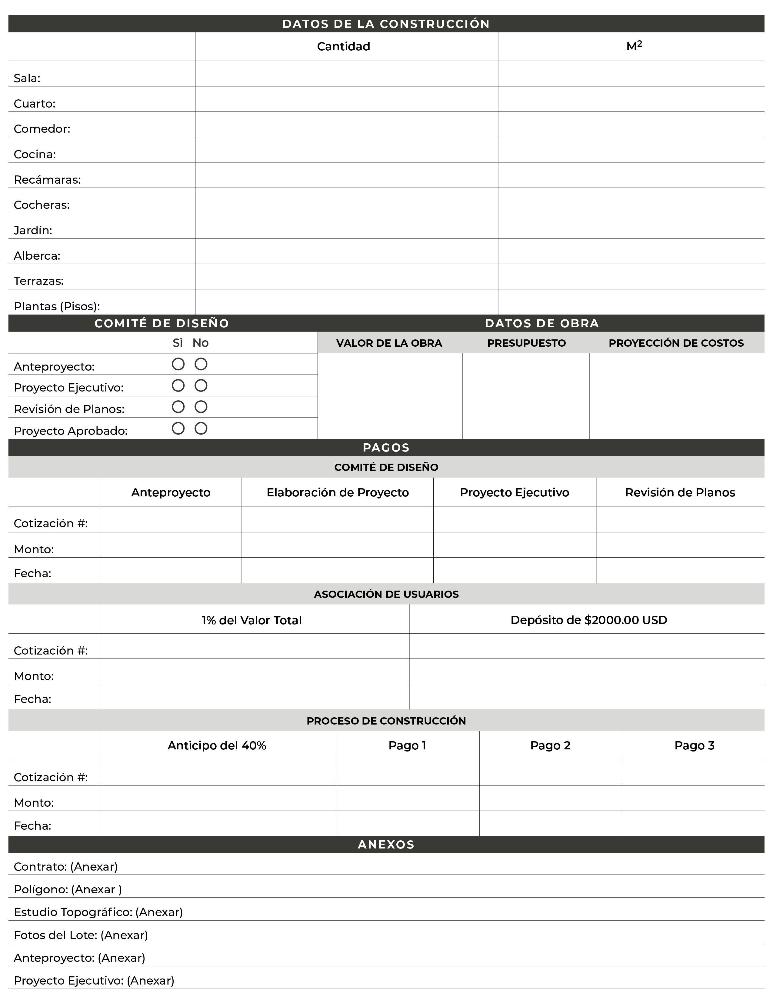 DATOS DE LA CONSTRUCCIÓN
Cantidad M²
Sala:
Cuarto:
Comedor:
Cocina:
Recámaras:
Cocheras:
Jardín:
Alberca:
Terrazas:
Plantas (Pisos):
COMITÉ DE DISEÑO DATOS DE OBRA
Si No VALOR DE LA OBRA PRESUPUESTO PROYECCIÓN DE COSTOS
Anteproyecto:
Proyecto Ejecutivo:
Revisión de Planos:
Proyecto Aprobado:
PAGOS
COMITÉ DE DISEÑO
Anteproyecto Elaboración de Proyecto Proyecto Ejecutivo Revisión de Planos
Cotización #:
Monto:
Fecha:
ASOCIACIÓN DE USUARIOS
1% del Valor Total Depósito de $2000.00 USD
Cotización #:
Monto:
Fecha:
PROCESO DE CONSTRUCCIÓN
Anticipo del 40% Pago 1 Pago 2 Pago 3
Cotización #:
Monto:
Fecha:
ANEXOS
Contrato: (Anexar)
Polígono: (Anexar )
Estudio Topográfico: (Anexar)
Fotos del Lote: (Anexar)
Anteproyecto: (Anexar)
Proyecto Ejecutivo: (Anexar)